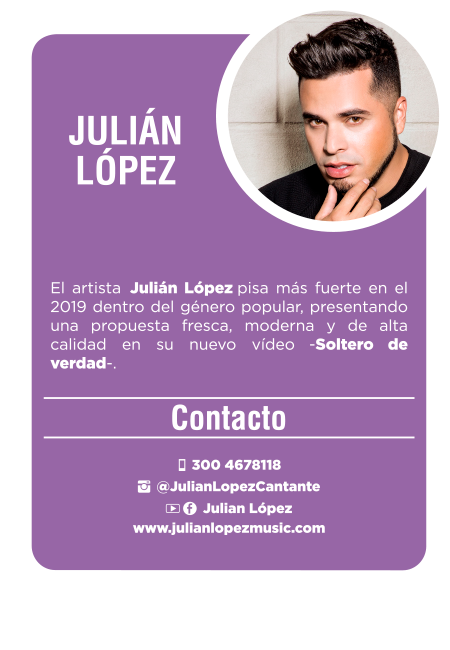 JULIÁN
LÓPEZ
El artista Julián López pisa más fuerte en el
2019 dentro del género popular, presentando
una propuesta fresca, moderna y de alta
calidad en su nuevo vídeo -Soltero de
verdad-.
Contacto
300 4678118
@JulianLopezCantante
Julian López
www.julianlopezmusic.com